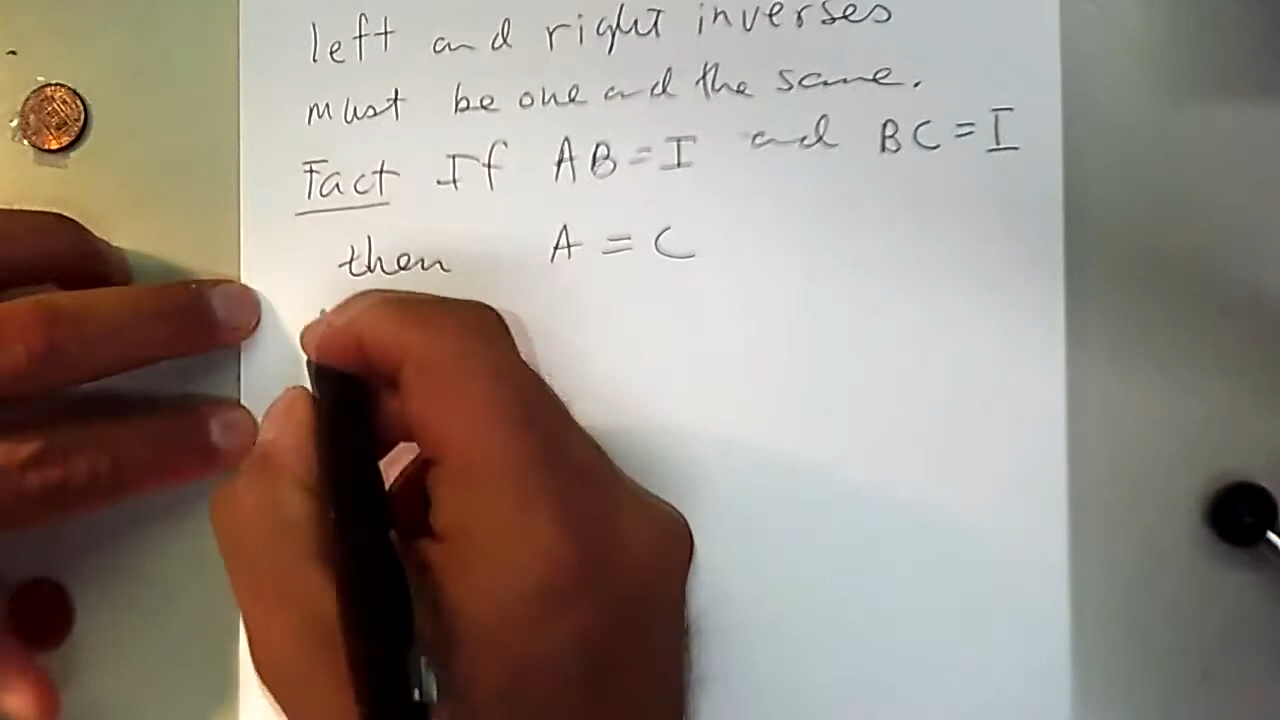 left and right inverses
must be one and the same.
Fact If AB = I and BC = I
then A = C